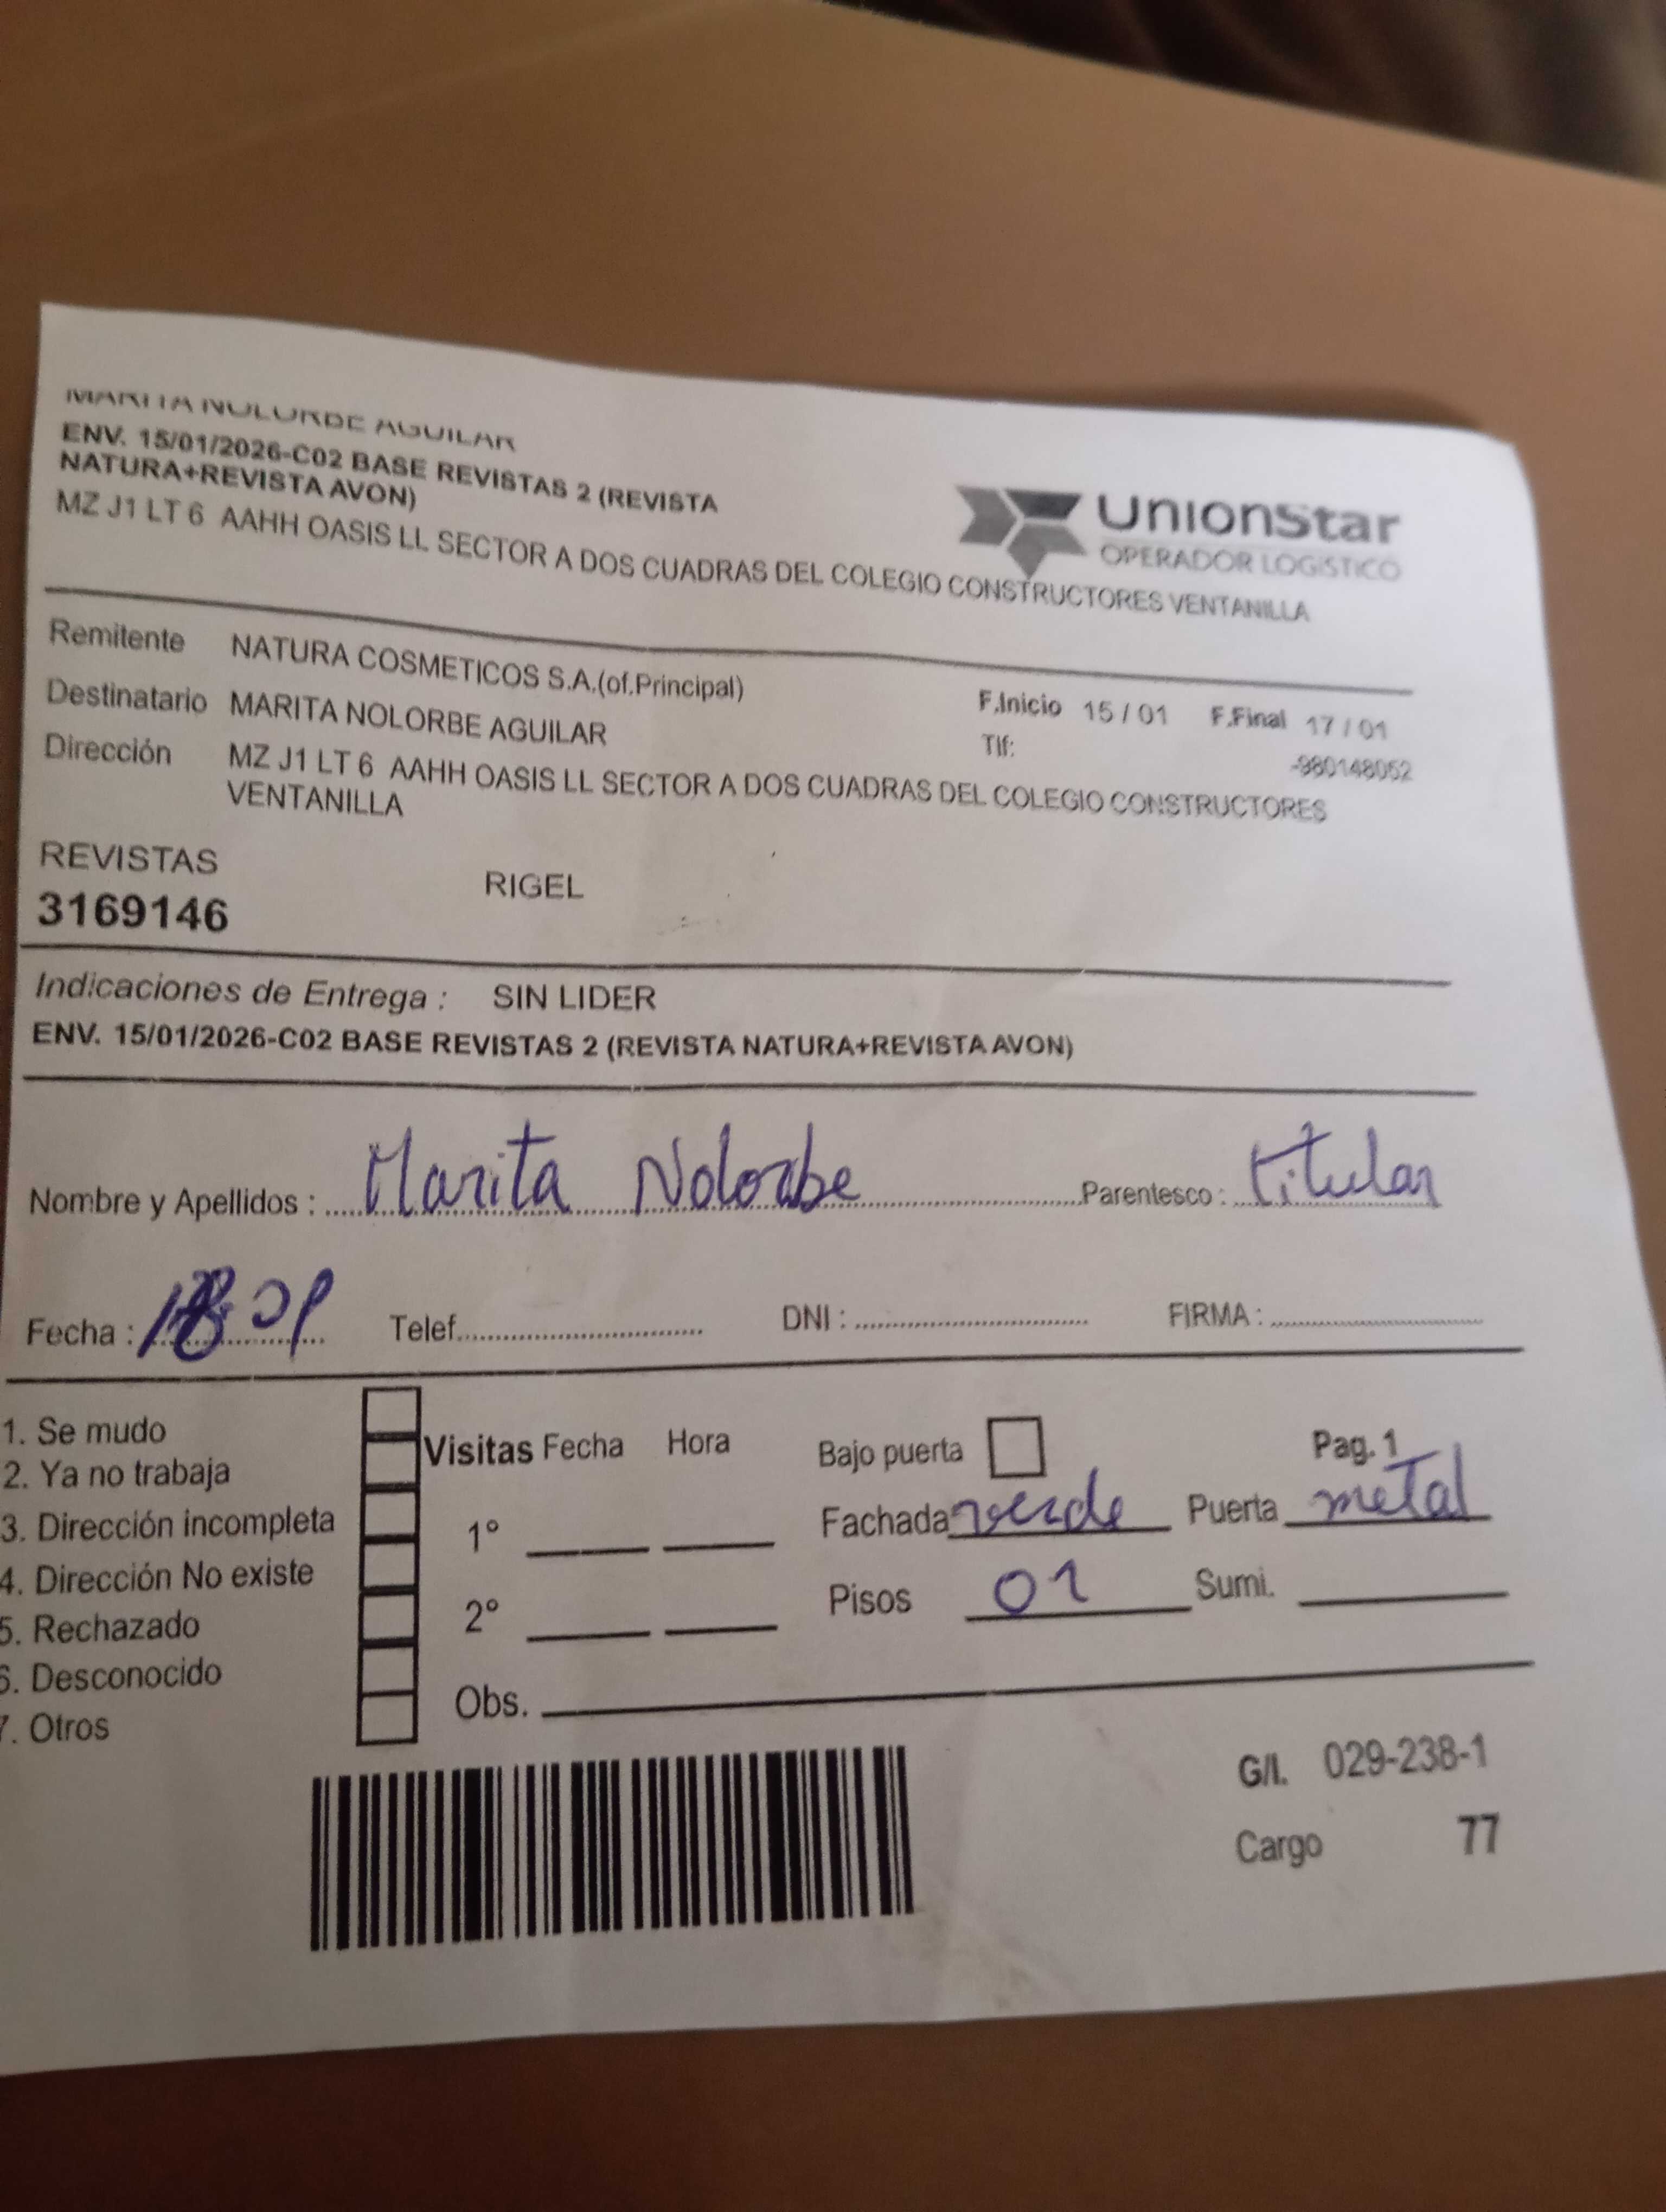 MARITA NOLORBE AGUILAR
ENV. 15/01/2026-C02 BASE REVISTAS 2 (REVISTA
NATURA+REVISTA AVON)
MZ J1 LT 6 AAHH OASIS LL SECTOR A DOS CUADRAS DEL COLEGIO CONSTRUCTORES VENTANILLA
UnionStar
OPERADOR LOGISTICO
Remitente NATURA COSMETICOS S.A.(of.Principal)
F.Inicio 15 / 01 F.Final 17 / 01
Destinatario MARITA NOLORBE AGUILAR
Tlf: -980148052
Dirección MZ J1 LT 6 AAHH OASIS LL SECTOR A DOS CUADRAS DEL COLEGIO CONSTRUCTORES
VENTANILLA
REVISTAS
RIGEL
3169146
Indicaciones de Entrega : SIN LIDER
ENV. 15/01/2026-C02 BASE REVISTAS 2 (REVISTA NATURA+REVISTA AVON)
Nombre y Apellidos : Marita Nolorbe Parentesco : titular
Fecha : Telef. DNI : FIRMA :
1. Se mudo
2. Ya no trabaja
3. Dirección incompleta
4. Dirección No existe
5. Rechazado
6. Desconocido
7. Otros
Visitas Fecha Hora
1°
2°
Obs.
Bajo puerta Pag. 1
Fachada verde Puerta metal
Pisos 01 Sumi.
G/I. 029-238-1
Cargo 77